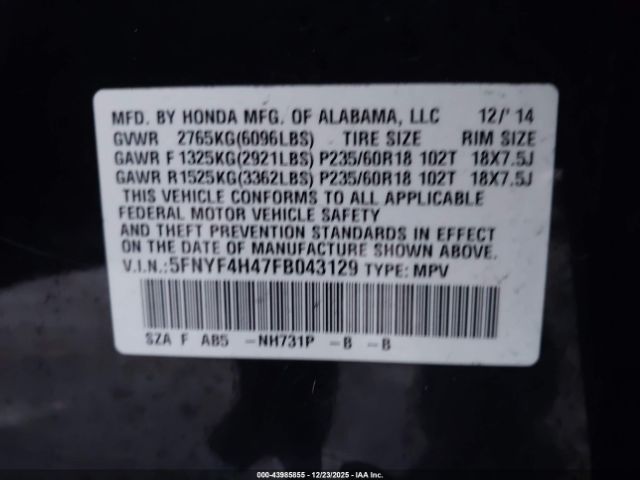 MFD. BY HONDA MFG. OF ALABAMA, LLC 12/' 14
GVWR 2765KG(6096LBS) TIRE SIZE RIM SIZE
GAWR F 1325KG(2921LBS) P235/60R18 102T 18X7.5J
GAWR R1525KG(3362LBS) P235/60R18 102T 18X7.5J
THIS VEHICLE CONFORMS TO ALL APPLICABLE
FEDERAL MOTOR VEHICLE SAFETY
AND THEFT PREVENTION STANDARDS IN EFFECT
ON THE DATE OF MANUFACTURE SHOWN ABOVE.
V.I.N.:5FNYF4H47FB043129 TYPE: MPV
SZA F AB5 -NH731P -B -B
000-43985855 - 12/23/2025 - IAA Inc.